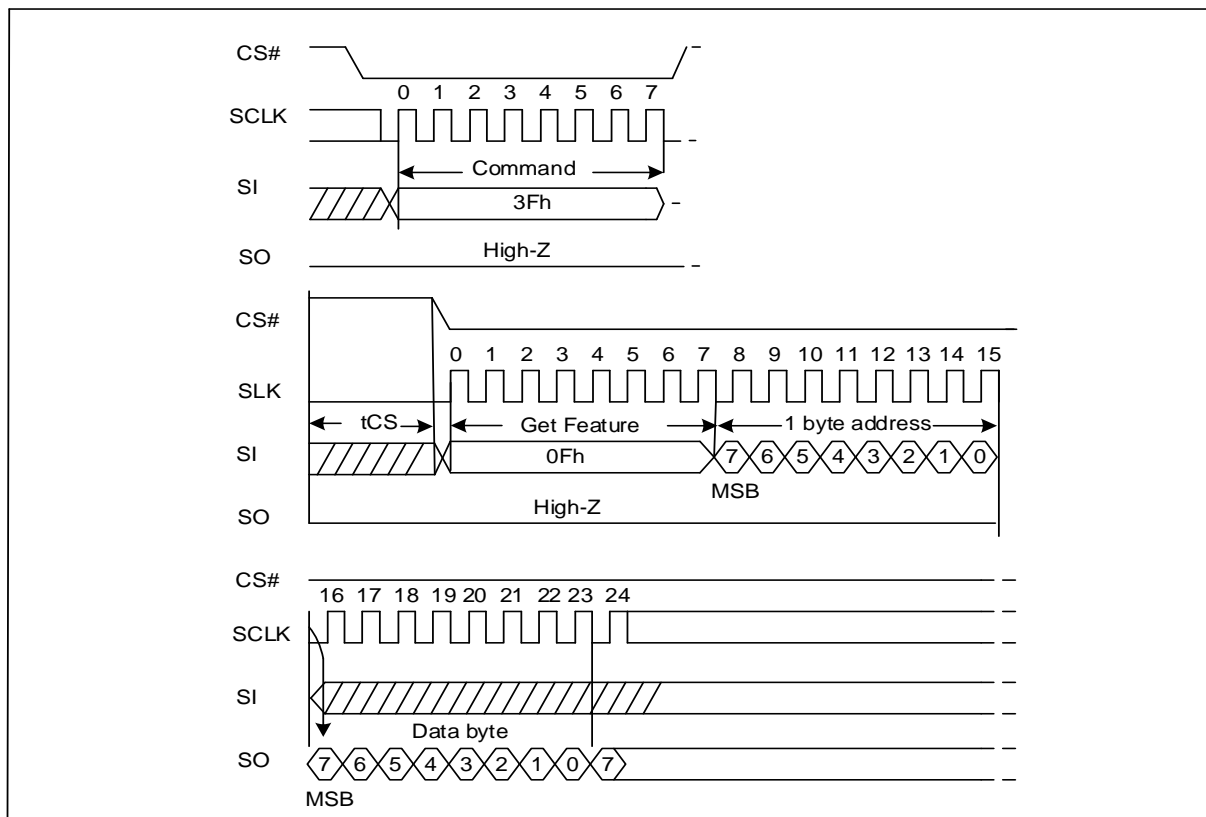 CS#
0 1 2 3 4 5 6 7
SCLK
Command
SI
3Fh
SO
High-Z
CS#
0 1 2 3 4 5 6 7 8 9 10 11 12 13 14 15
SLK
tCS
Get Feature
1 byte address
SI
0Fh
7 6 5 4 3 2 1 0
MSB
SO
High-Z
CS#
16 17 18 19 20 21 22 23 24
SCLK
SI
Data byte
SO
7 6 5 4 3 2 1 0 7
MSB